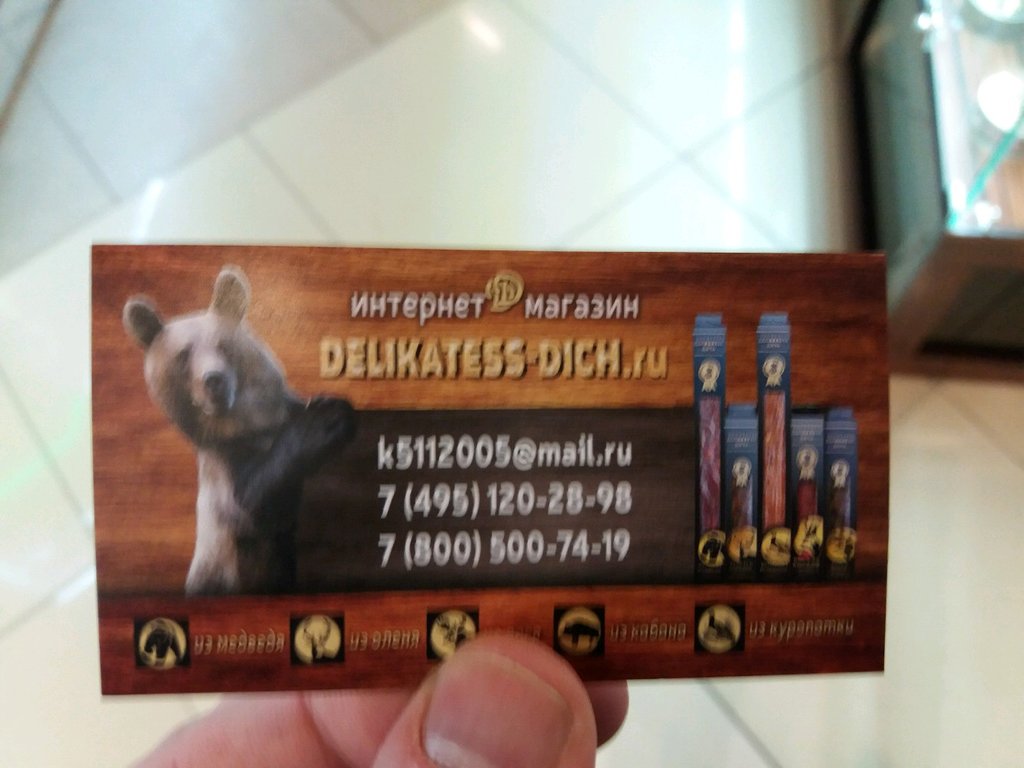 интернет магазин
DELIKATESS-DICH.ru
k5112005@mail.ru
7 (495) 120-28-98
7 (800) 500-74-19
из медведя из оленя из кабана из куропатки